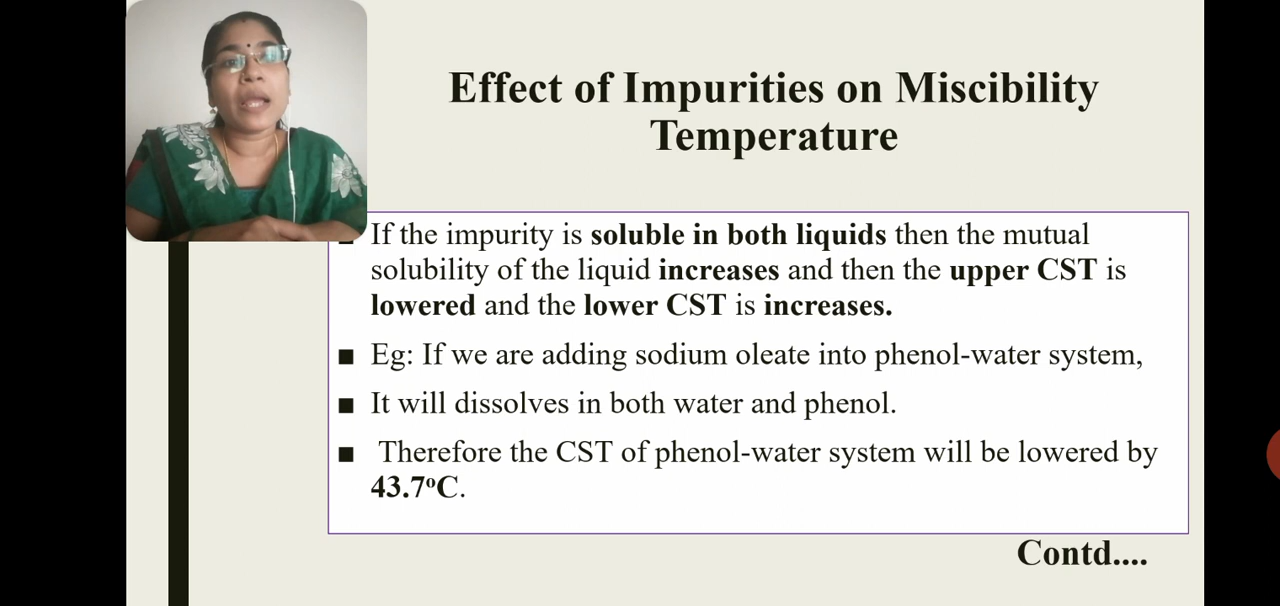 Effect of Impurities on Miscibility
Temperature
■ If the impurity is soluble in both liquids then the mutual
solubility of the liquid increases and then the upper CST is
lowered and the lower CST is increases.
■ Eg: If we are adding sodium oleate into phenol-water system,
■ It will dissolves in both water and phenol.
■ Therefore the CST of phenol-water system will be lowered by
43.7°C.
Contd....